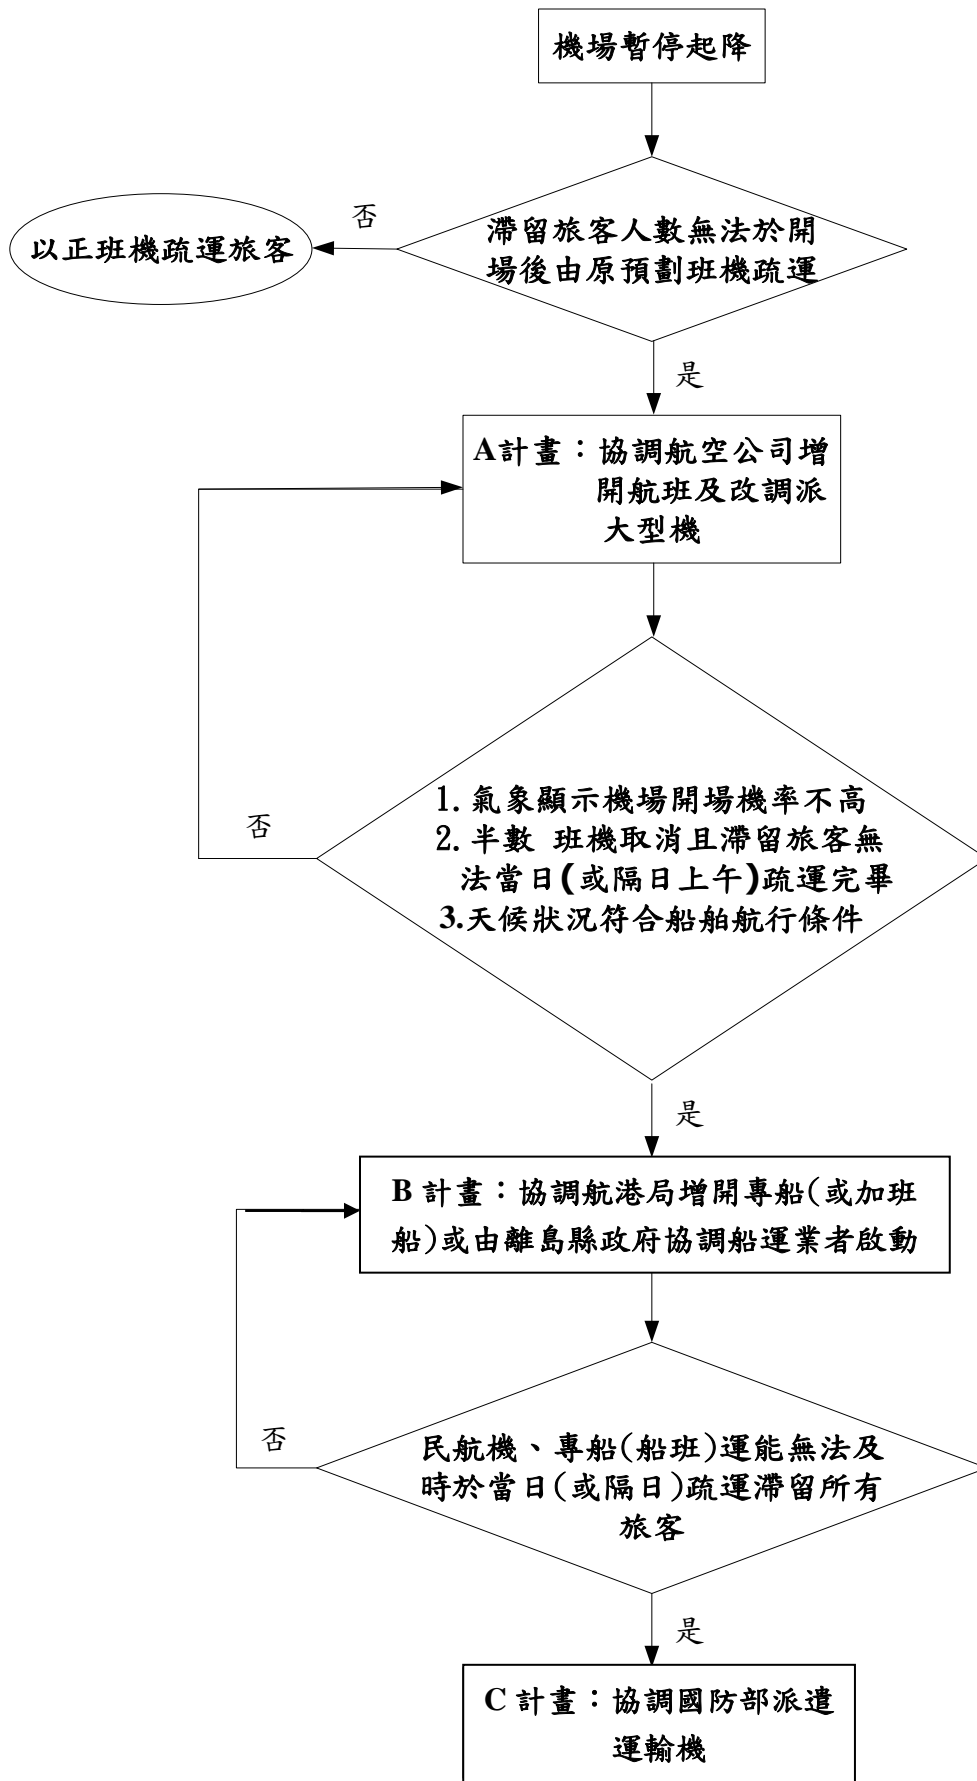 機場暫停起降
滯留旅客人數無法於開
場後由原預劃班機疏運
否
以正班機疏運旅客
是
A計畫：協調航空公司增
開航班及改調派
大型機
1. 氣象顯示機場開場機率不高
2. 半數 班機取消且滯留旅客無
法當日(或隔日上午)疏運完畢
3.天候狀況符合船舶航行條件
否
是
B 計畫：協調航港局增開專船(或加班
船)或由離島縣政府協調船運業者啟動
民航機、專船(船班)運能無法及
時於當日(或隔日)疏運滯留所有
旅客
否
是
C 計畫：協調國防部派遣
運輸機